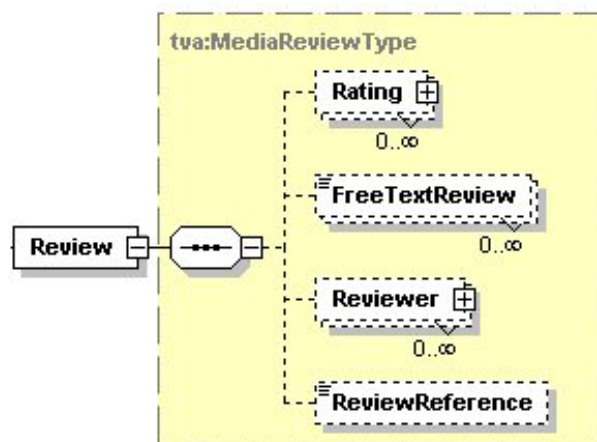 tva:MediaReviewType
Rating
0..∞
FreeTextReview
0..∞
Review
Reviewer
0..∞
ReviewReference